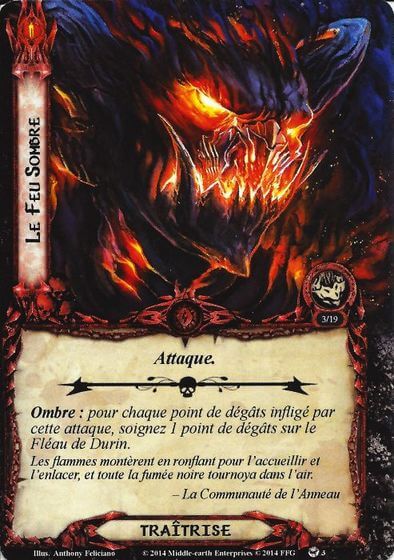 LE FEU SOMBRE
3/19
Attaque.
Ombre : pour chaque point de dégâts infligé par
cette attaque, soignez 1 point de dégâts sur le
Fléau de Durin.
Les flammes montèrent en ronflant pour l'accueillir et
l'enlacer, et toute la fumée noire tournoya dans l'air.
– La Communauté de l'Anneau
TRAÎTRISE
Illus. Anthony Feliciano © 2014 Middle-earth Enterprises © 2014 FFG 3